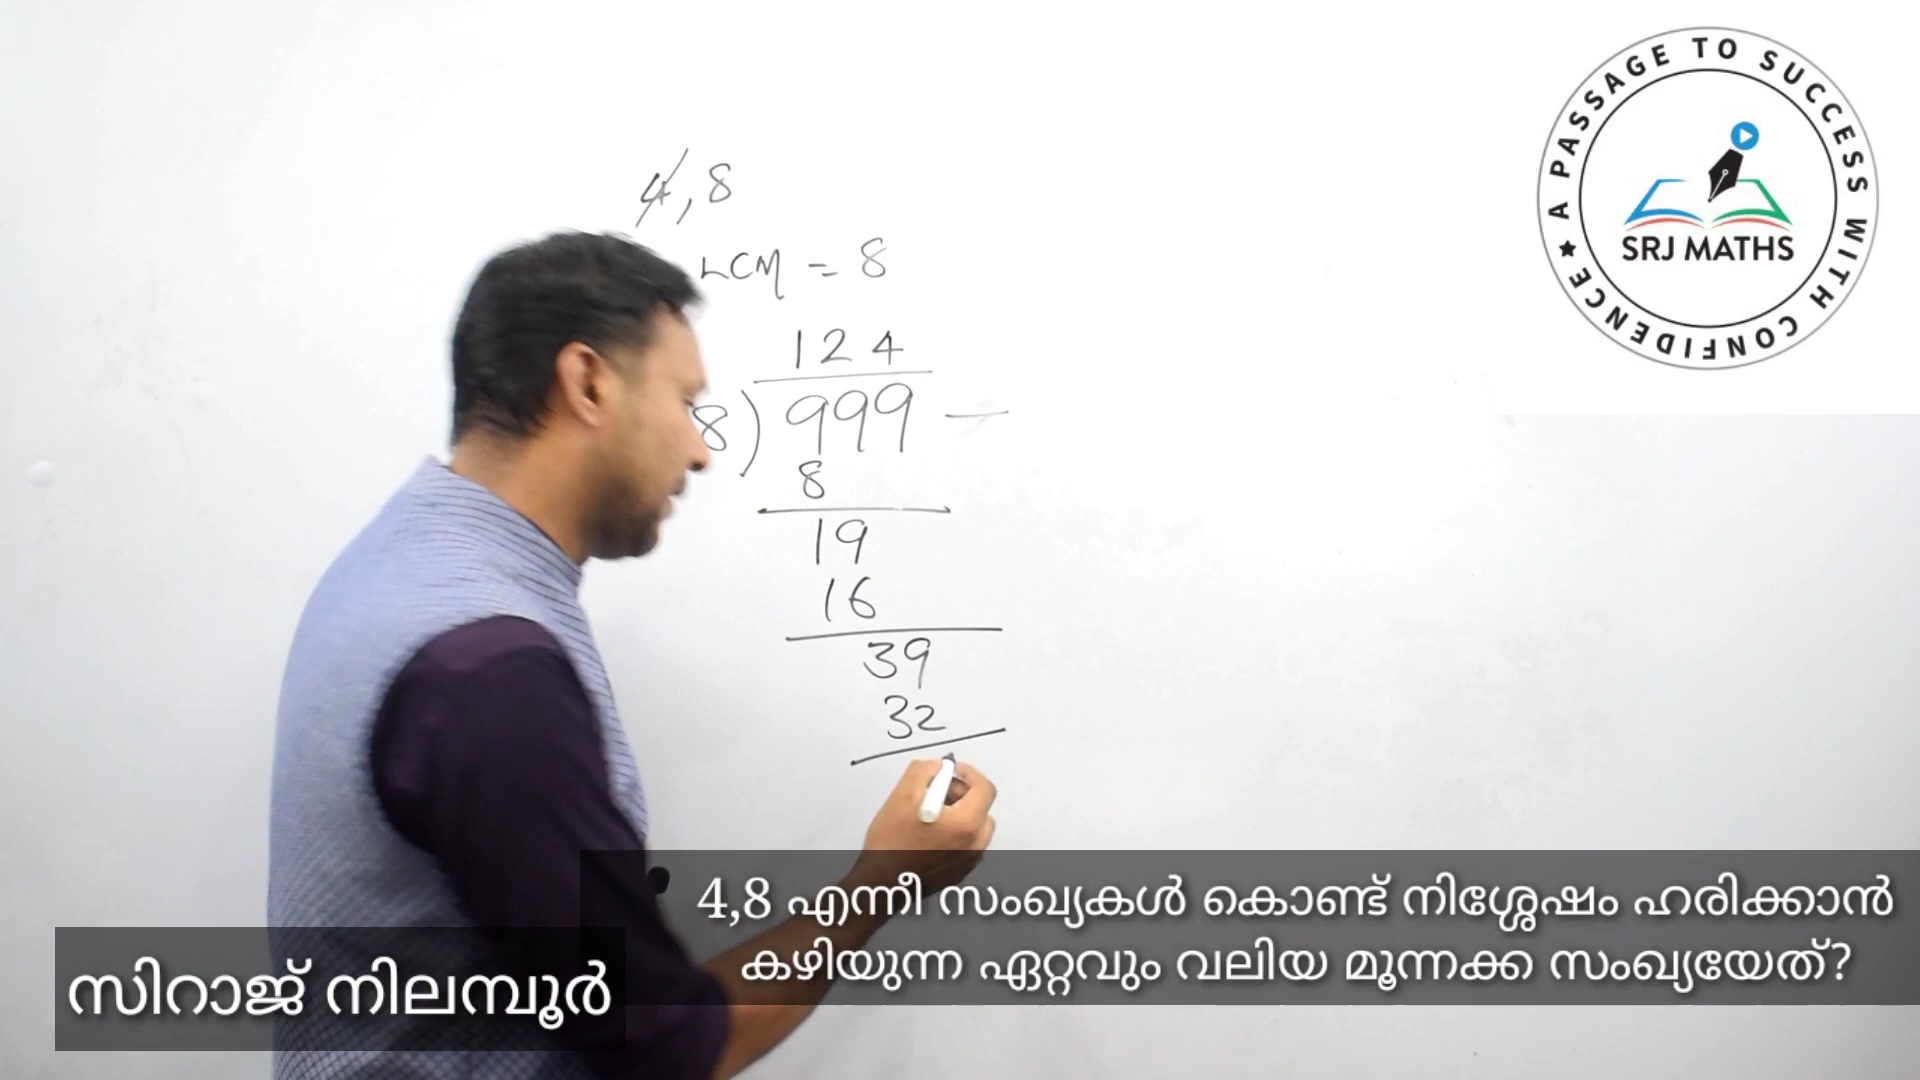 4, 8
LCM = 8
124
8) 999 —
8
19
16
39
32
A PASSAGE TO SUCCESS WITH CONFIDENCE ★
SRJ MATHS
4,8 എന്നീ സംഖ്യകൾ കൊണ്ട് നിശ്ശേഷം ഹരിക്കാൻ
കഴിയുന്ന ഏറ്റവും വലിയ മൂന്നക്ക സംഖ്യയേത്?
സിറാജ് നിലമ്പൂർ